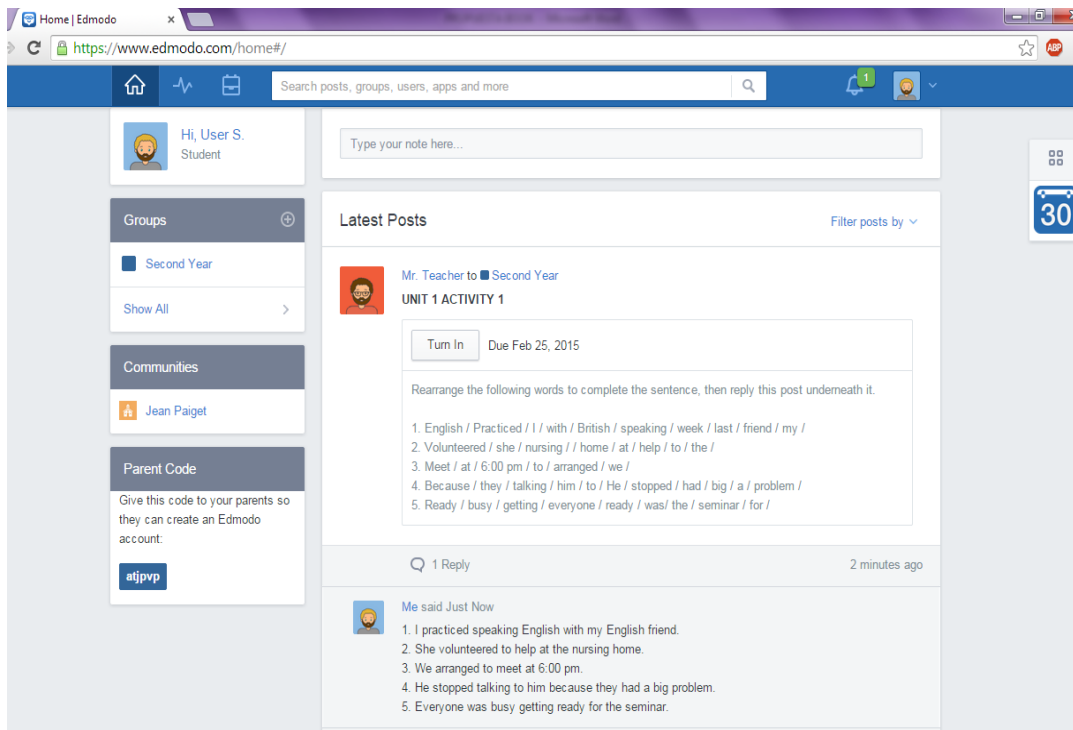 Home | Edmodo
https://www.edmodo.com/home#/
ABP
Search posts, groups, users, apps and more
1
Hi, User S.
Student
Type your note here...
30
Groups
Second Year
Show All
Communities
Jean Paiget
Parent Code
Give this code to your parents so
they can create an Edmodo
account:
atjpvp
Latest Posts
Filter posts by
Mr. Teacher to Second Year
UNIT 1 ACTIVITY 1
Turn In Due Feb 25, 2015
Rearrange the following words to complete the sentence, then reply this post underneath it.
1. English / Practiced / I / with / British / speaking / week / last / friend / my /
2. Volunteered / she / nursing / / home / at / help / to / the /
3. Meet / at / 6:00 pm / to / arranged / we /
4. Because / they / talking / him / to / He / stopped / had / big / a / problem /
5. Ready / busy / getting / everyone / ready / was/ the / seminar / for /
1 Reply 2 minutes ago
Me said Just Now
1. I practiced speaking English with my English friend.
2. She volunteered to help at the nursing home.
3. We arranged to meet at 6:00 pm.
4. He stopped talking to him because they had a big problem.
5. Everyone was busy getting ready for the seminar.